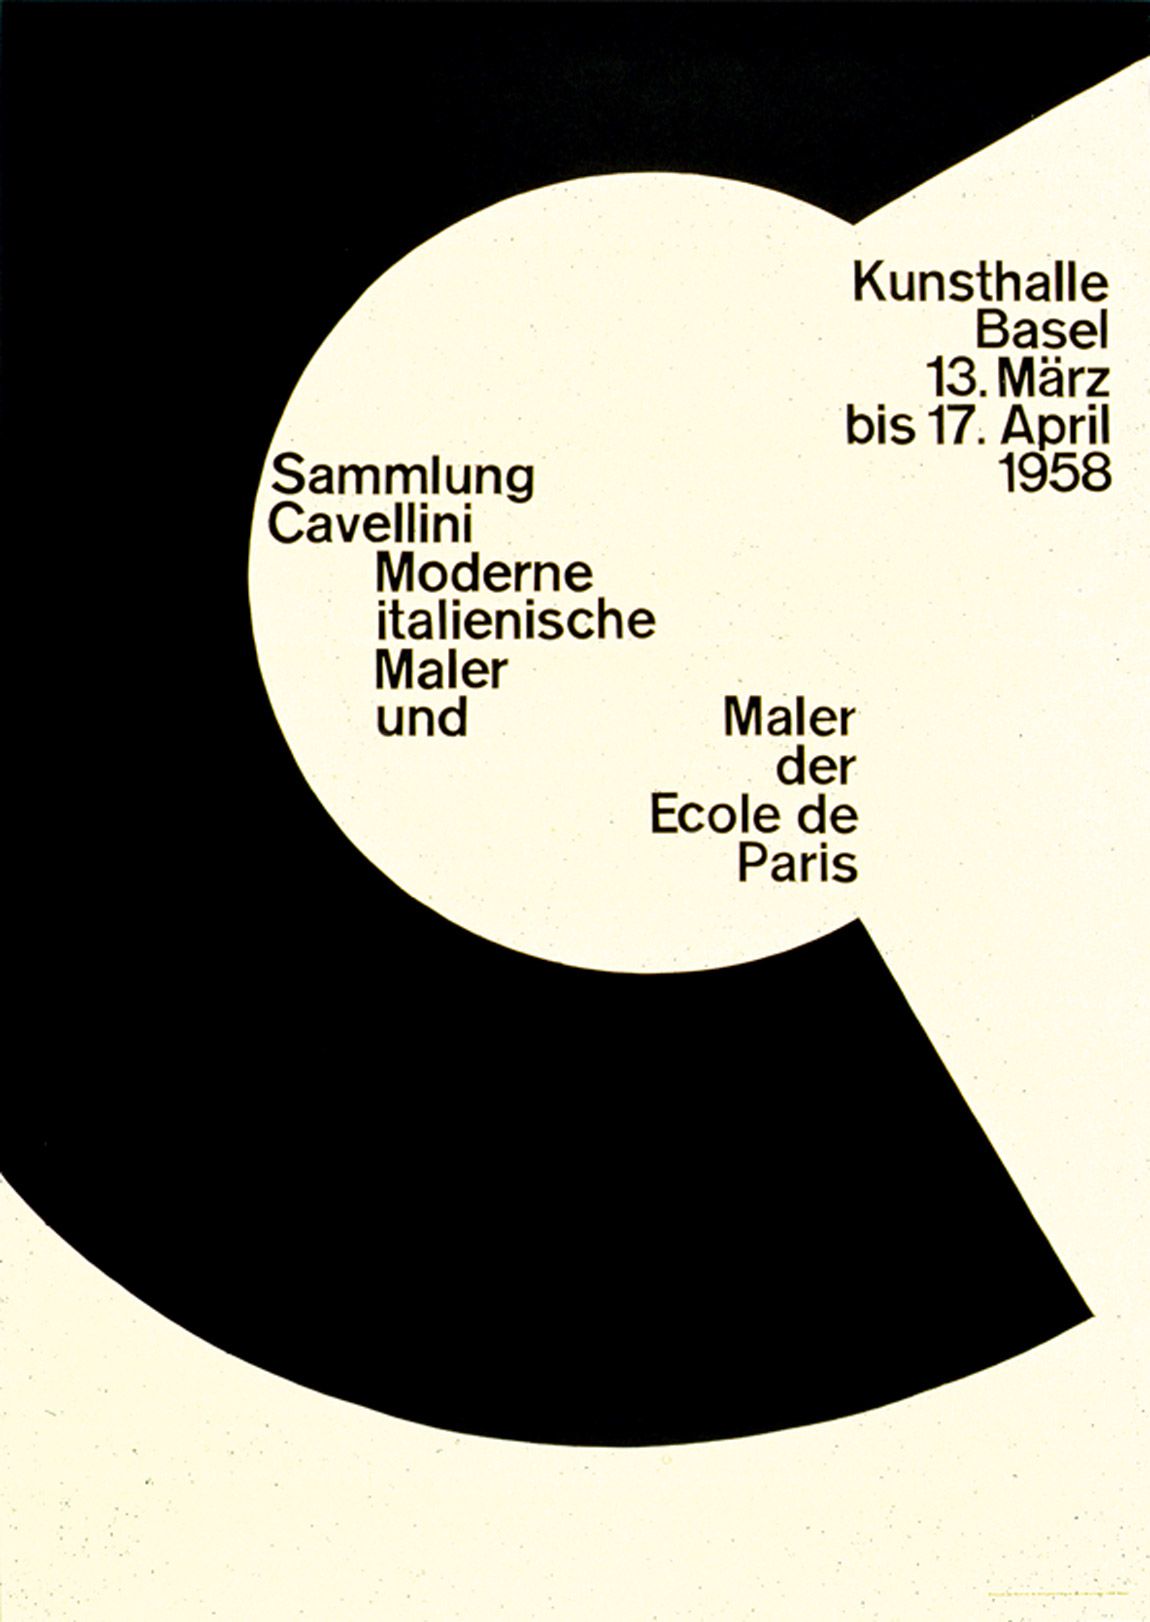 Kunsthalle
Basel
13. März
bis 17. April
1958
Sammlung
Cavellini
Moderne
italienische
Maler
und
Maler
der
Ecole de
Paris